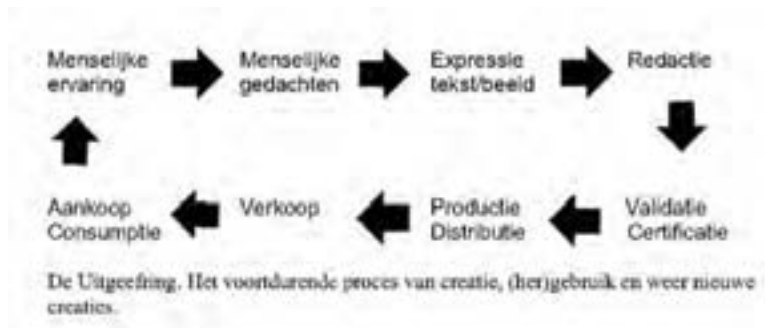 Menselijke
ervaring
Menselijke
gedachten
Expressie
tekst/beeld
Redactie
Aankoop
Consumptie
Verkoop
Productie
Distributie
Validatie
Certificatie
De Uitgeefring. Het voortdurende proces van creatie, (her)gebruik en weer nieuwe
creaties.